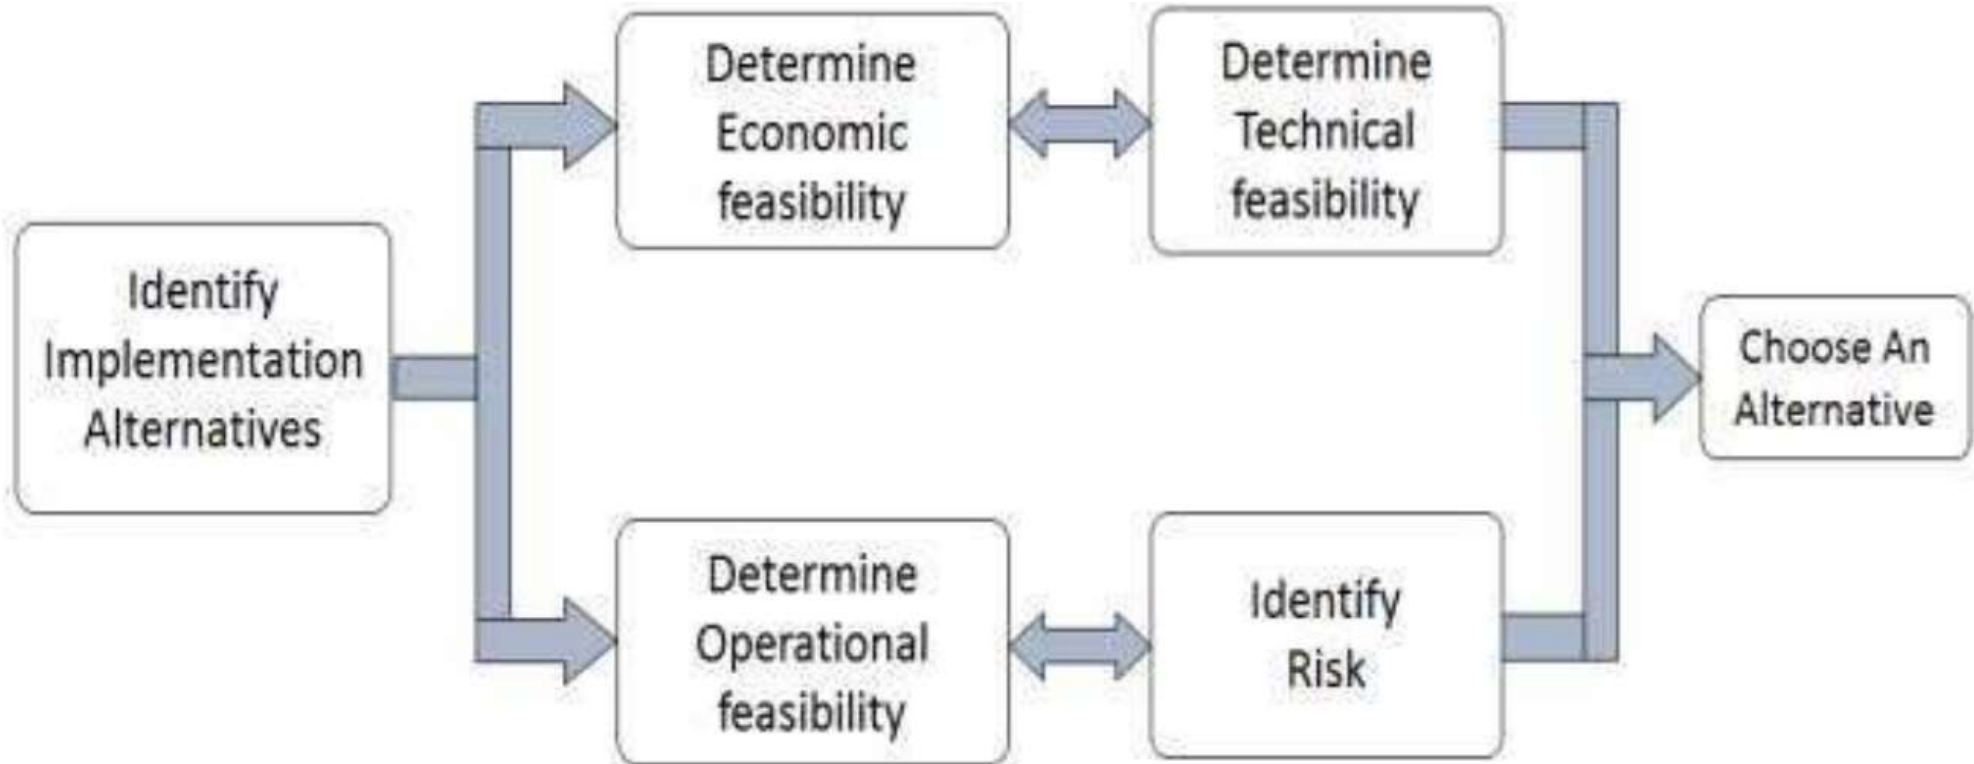 Identify
Implementation
Alternatives
Determine
Economic
feasibility
Determine
Technical
feasibility
Determine
Operational
feasibility
Identify
Risk
Choose An
Alternative